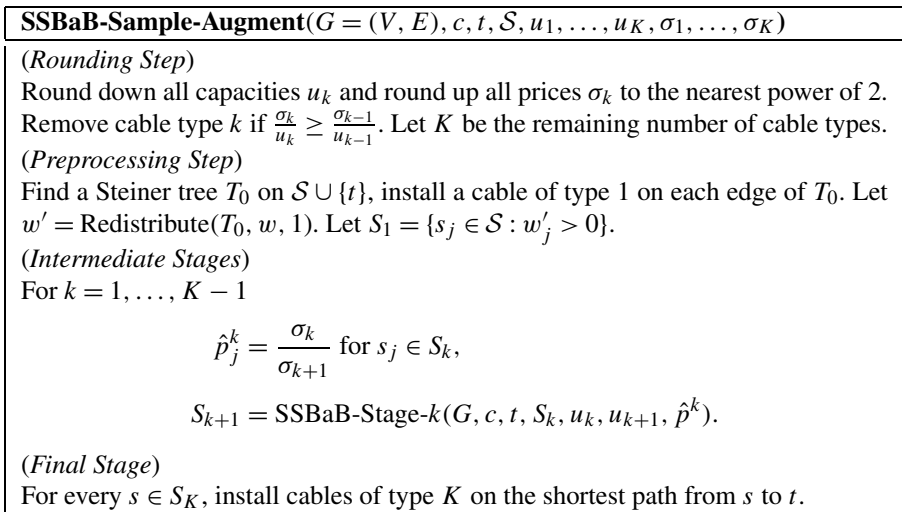 SSBaB-Sample-Augment(G = (V, E), c, t, 𝒮, u₁, . . . , u_K, σ₁, . . . , σ_K)
(Rounding Step)
Round down all capacities u_k and round up all prices σ_k to the nearest power of 2.
Remove cable type k if σ_k/u_k ≥ σ_{k−1}/u_{k−1}. Let K be the remaining number of cable types.
(Preprocessing Step)
Find a Steiner tree T₀ on 𝒮 ∪ {t}, install a cable of type 1 on each edge of T₀. Let
w′ = Redistribute(T₀, w, 1). Let S₁ = {s_j ∈ 𝒮 : w′_j > 0}.
(Intermediate Stages)
For k = 1, . . . , K − 1
p̂^k_j = σ_k/σ_{k+1} for s_j ∈ S_k,
S_{k+1} = SSBaB-Stage-k(G, c, t, S_k, u_k, u_{k+1}, p̂^k).
(Final Stage)
For every s ∈ S_K, install cables of type K on the shortest path from s to t.